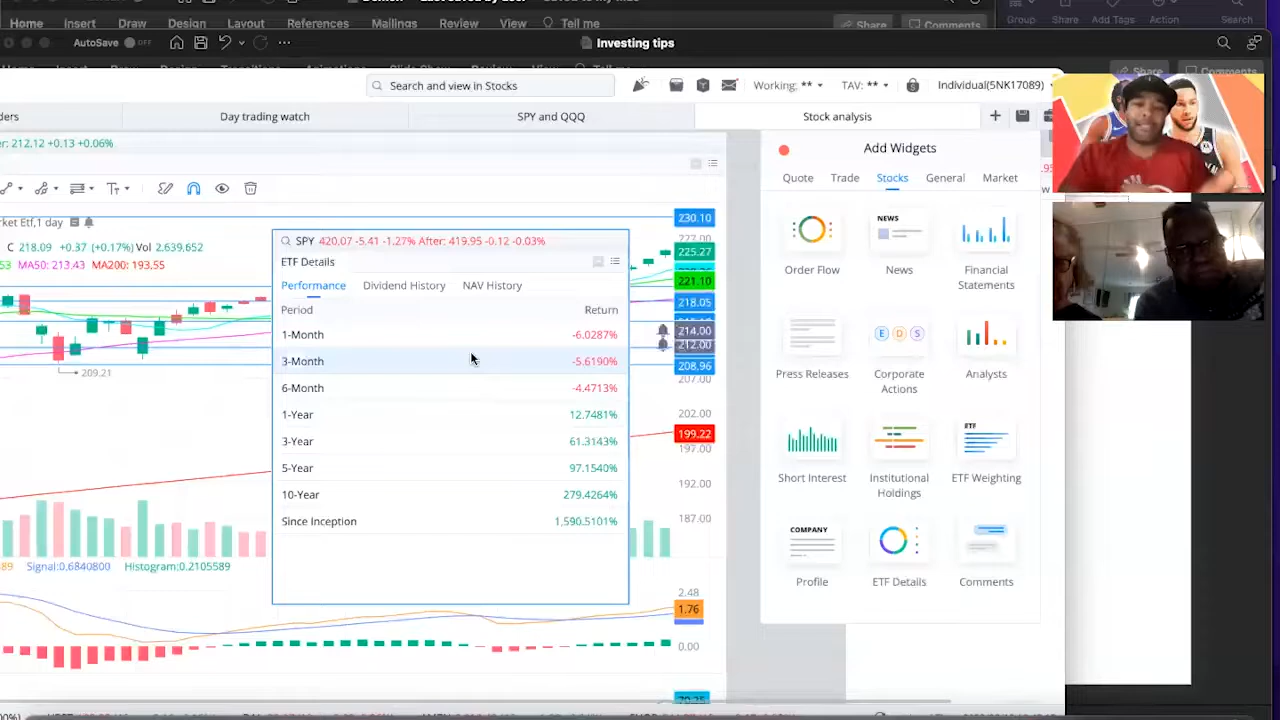 Home Insert Draw Design Layout References Mailings Review View Tell me
Share Comments
Group Share Add Tags Action Search
AutoSave OFF
Investing tips
Share Comments
Search and view in Stocks
Working: ** TAV: ** Individual(5NK17089)
Day trading watch SPY and QQQ Stock analysis
212.12 +0.13 +0.06%
Add Widgets
Quote Trade Stocks General Market
1 day
C 218.09 +0.37 (+0.17%) Vol 2,639,652
MA50: 213.43 MA200: 193.55
SPY 420.07 -5.41 -1.27% After: 419.95 -0.12 -0.03%
ETF Details
Performance Dividend History NAV History
Period Return
1-Month -6.0287%
3-Month -5.6190%
6-Month -4.4713%
1-Year 12.7481%
3-Year 61.3143%
5-Year 97.1540%
10-Year 279.4264%
Since Inception 1,590.5101%
209.21
230.10
225.27
221.10
218.05
214.00
212.00
208.96
207.00
202.00
199.22
197.00
192.00
187.00
Signal:0.6840800 Histogram:0.2105589
2.48
1.76
0.00
NEWS
Order Flow News Financial
Statements
E D S
Press Releases Corporate
Actions
Analysts
ETF
Short Interest Institutional
Holdings
ETF Weighting
COMPANY
Profile ETF Details Comments